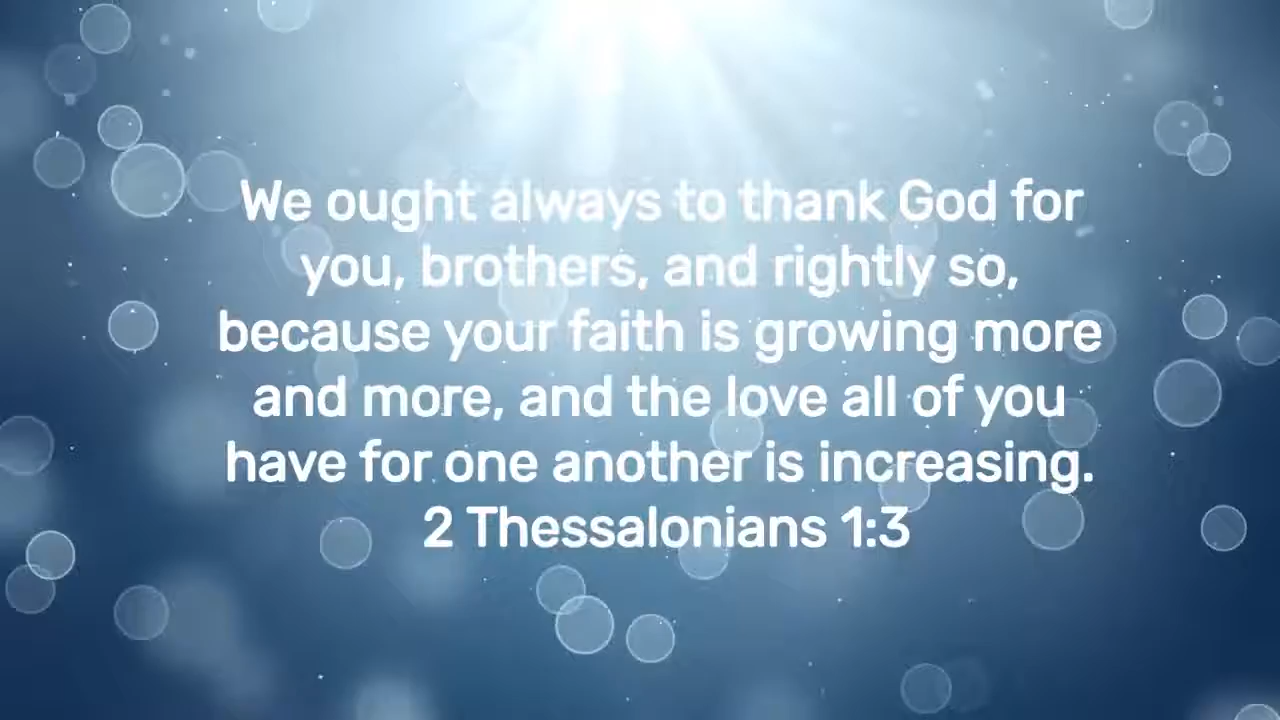 We ought always to thank God for
you, brothers, and rightly so,
because your faith is growing more
and more, and the love all of you
have for one another is increasing.
2 Thessalonians 1:3